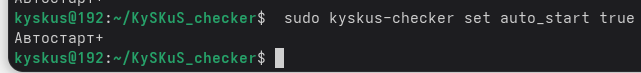 kyskus@192:~/KySKuS_checker$  sudo kyskus-checker set auto_start true
Автостарт+
kyskus@192:~/KySKuS_checker$